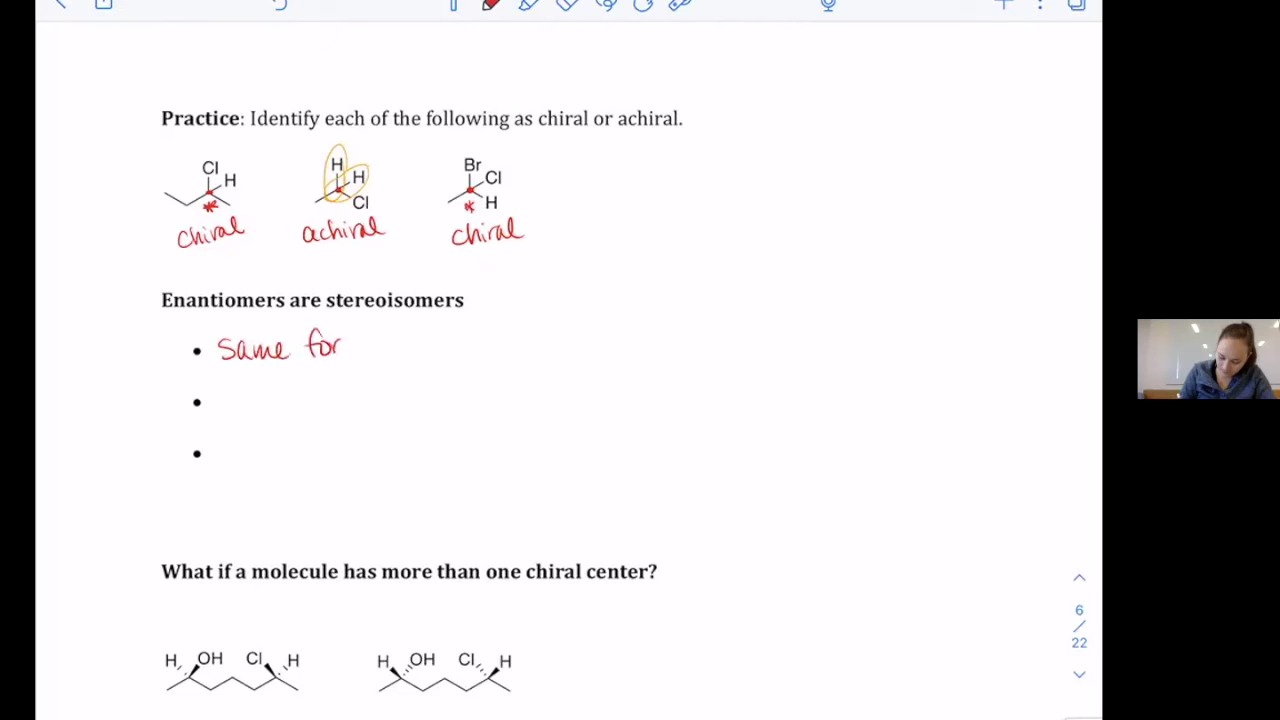 Practice: Identify each of the following as chiral or achiral.
Cl H H H Cl Br Cl H
* *
chiral achiral chiral
Enantiomers are stereoisomers
• same for
•
•
What if a molecule has more than one chiral center?
H OH Cl H H OH Cl H
6
/
22